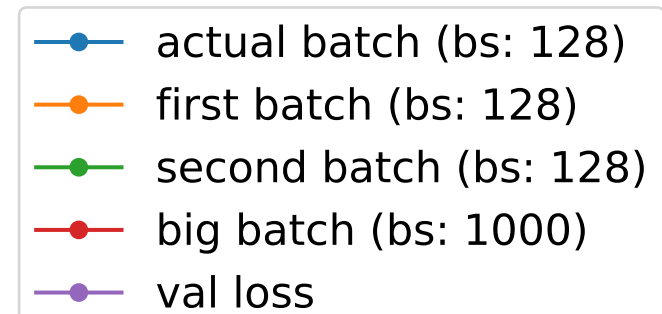 actual batch (bs: 128)
first batch (bs: 128)
second batch (bs: 128)
big batch (bs: 1000)
val loss